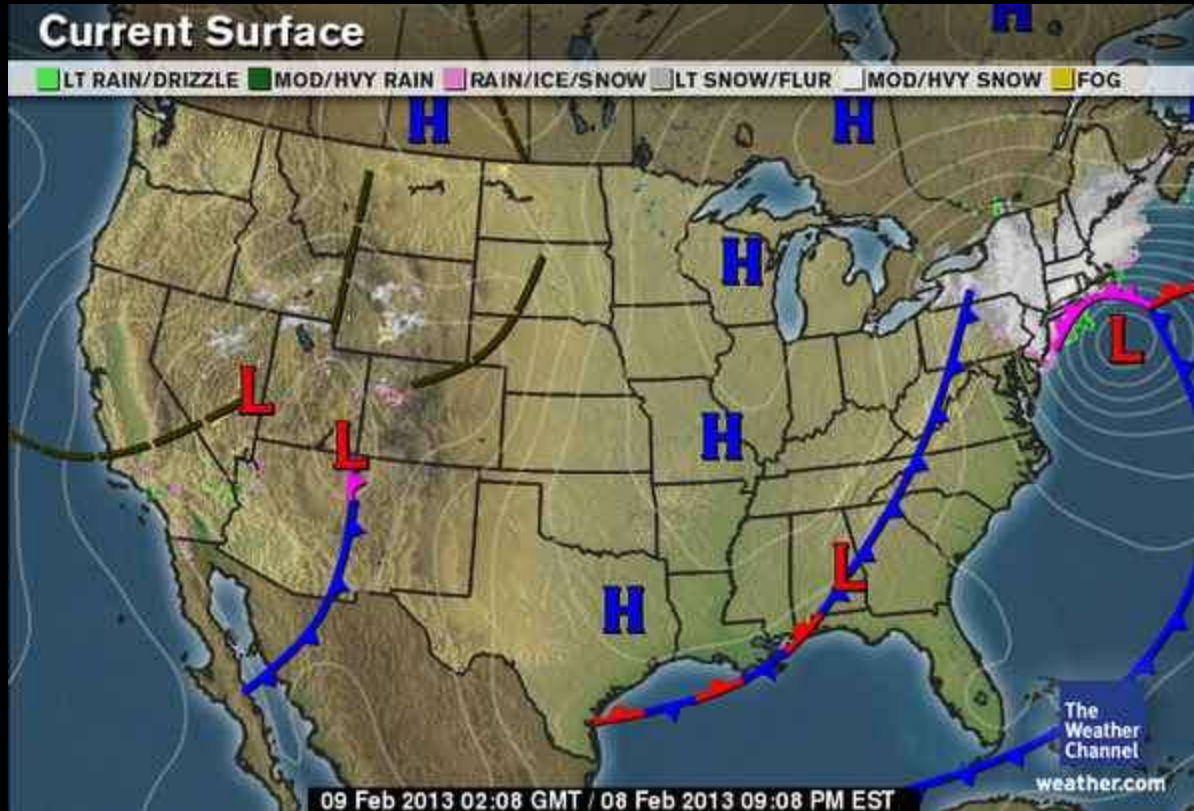 Current Surface
LT RAIN/DRIZZLE MOD/HVY RAIN RAIN/ICE/SNOW LT SNOW/FLUR MOD/HVY SNOW FOG
H
H H
H
L L
L H
L
H
The
Weather
Channel
weather.com
09 Feb 2013 02:08 GMT / 08 Feb 2013 09:08 PM EST